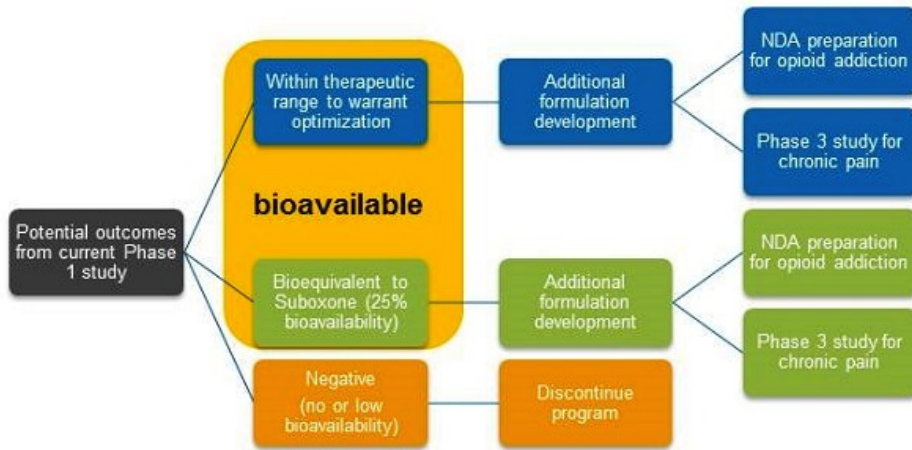 Potential outcomes
from current Phase
1 study
bioavailable
Within therapeutic
range to warrant
optimization
Additional
formulation
development
NDA preparation
for opioid addiction
Phase 3 study for
chronic pain
Bioequivalent to
Suboxone (25%
bioavailability)
Additional
formulation
development
NDA preparation
for opioid addiction
Phase 3 study for
chronic pain
Negative
(no or low
bioavailability)
Discontinue
program